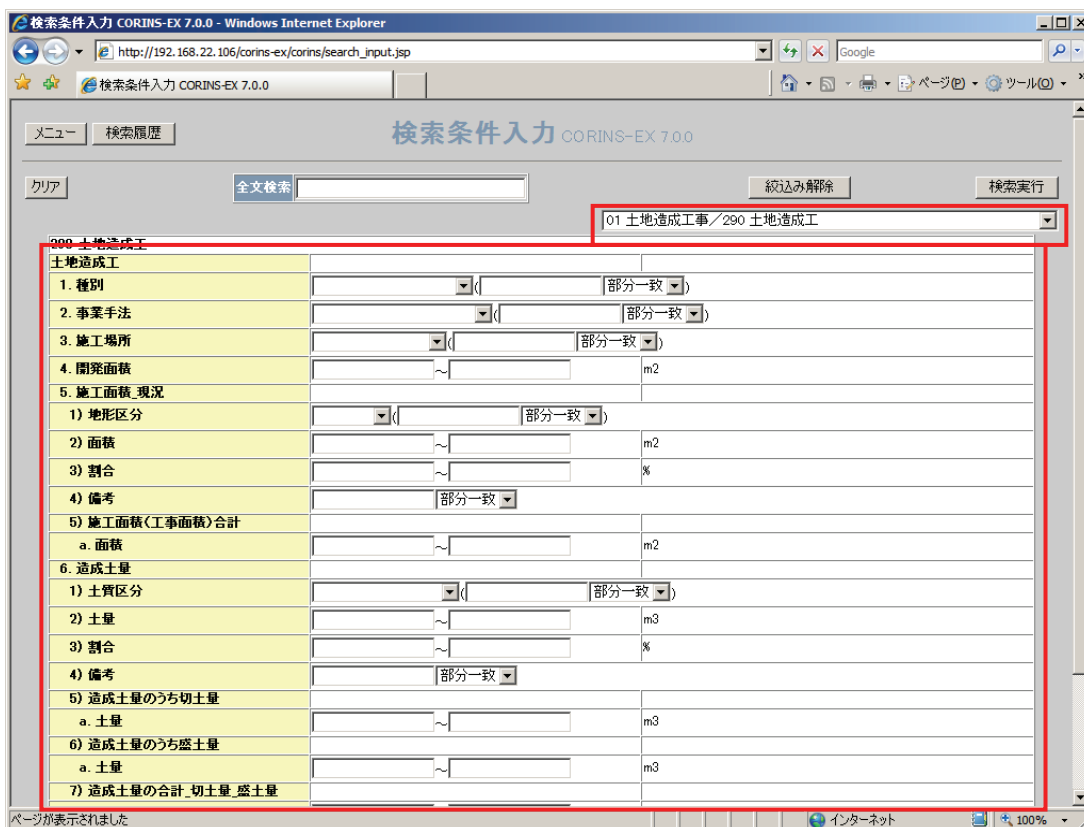 検索条件入力 CORINS-EX 7.0.0 - Windows Internet Explorer
http://192.168.22.106/corins-ex/corins/search_input.jsp
Google
検索条件入力 CORINS-EX 7.0.0
ページ(P)
ツール(O)
メニュー
検索履歴
検索条件入力 CORINS-EX 7.0.0
クリア
全文検索
絞込み解除
検索実行
01 土地造成工事／290 土地造成工
290 土地造成工
土地造成工
1. 種別 ( 部分一致 )
2. 事業手法 ( 部分一致 )
3. 施工場所 ( 部分一致 )
4. 開発面積 ～ m2
5. 施工面積_現況
1) 地形区分 ( 部分一致 )
2) 面積 ～ m2
3) 割合 ～ %
4) 備考 部分一致
5) 施工面積(工事面積)合計
a. 面積 ～ m2
6. 造成土量
1) 土質区分 ( 部分一致 )
2) 土量 ～ m3
3) 割合 ～ %
4) 備考 部分一致
5) 造成土量のうち切土量
a. 土量 ～ m3
6) 造成土量のうち盛土量
a. 土量 ～ m3
7) 造成土量の合計_切土量_盛土量
ページが表示されました
インターネット
100%